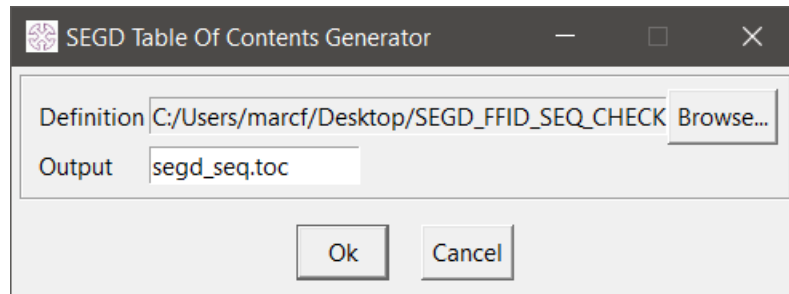 SEGD Table Of Contents Generator
Definition C:/Users/marcf/Desktop/SEGD_FFID_SEQ_CHECK Browse...
Output segd_seq.toc
Ok Cancel